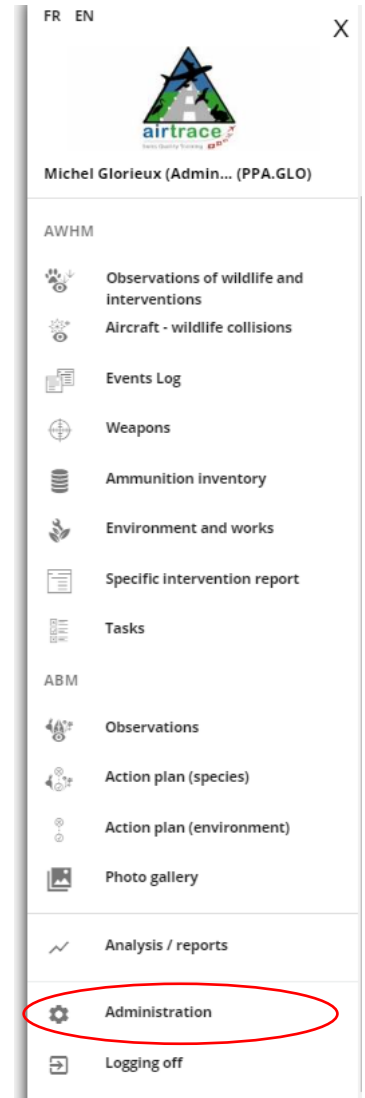 FR EN
X
airtrace
Michel Glorieux (Admin... (PPA.GLO)
AWHM
Observations of wildlife and
interventions
Aircraft - wildlife collisions
Events Log
Weapons
Ammunition inventory
Environment and works
Specific intervention report
Tasks
ABM
Observations
Action plan (species)
Action plan (environment)
Photo gallery
Analysis / reports
Administration
Logging off